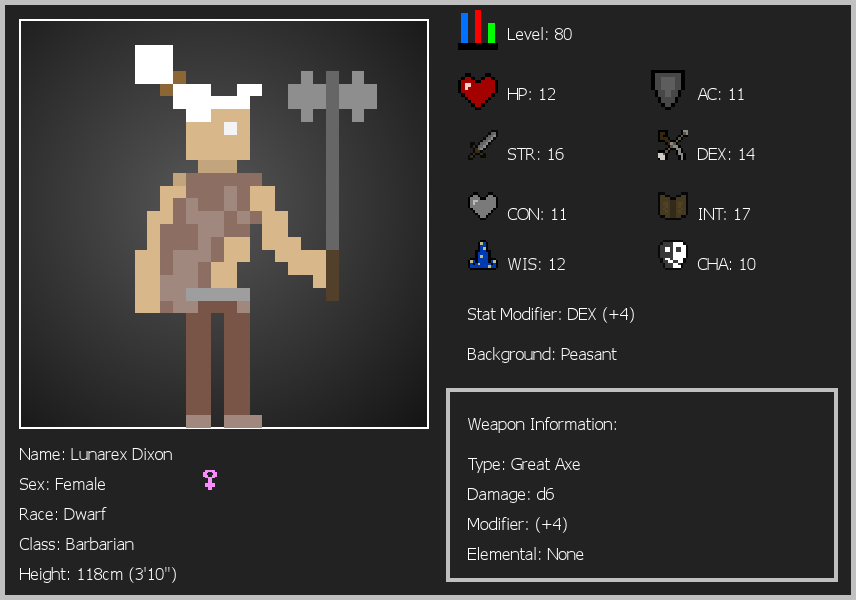 Level: 80
HP: 12
AC: 11
STR: 16
DEX: 14
CON: 11
INT: 17
WIS: 12
CHA: 10
Stat Modifier: DEX (+4)
Background: Peasant
Weapon Information:
Type: Great Axe
Damage: d6
Modifier: (+4)
Elemental: None
Name: Lunarex Dixon
Sex: Female
Race: Dwarf
Class: Barbarian
Height: 118cm (3'10")